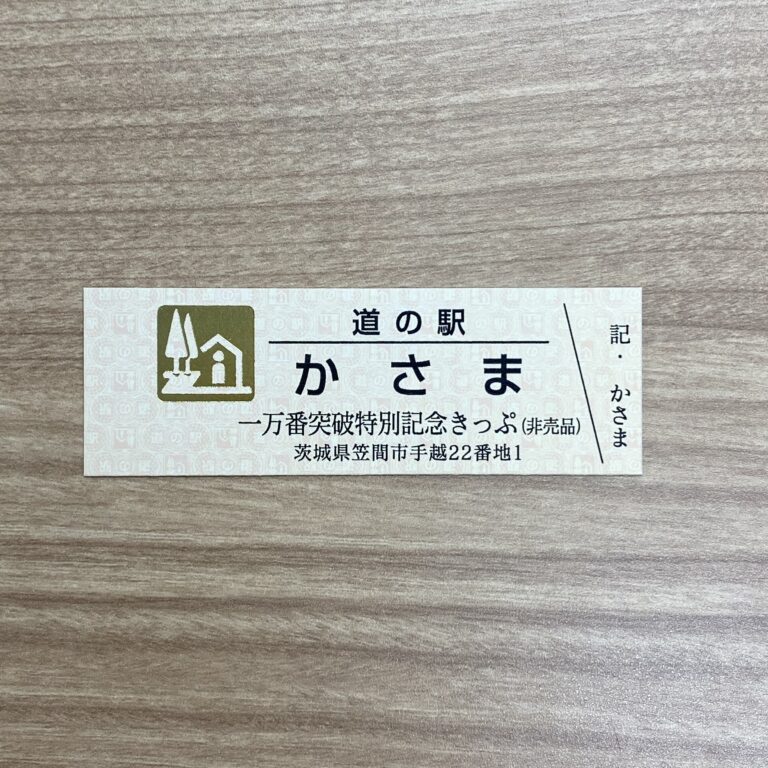 道の駅
かさま
一万番突破特別記念きっぷ(非売品)
茨城県笠間市手越22番地1
記・かさま